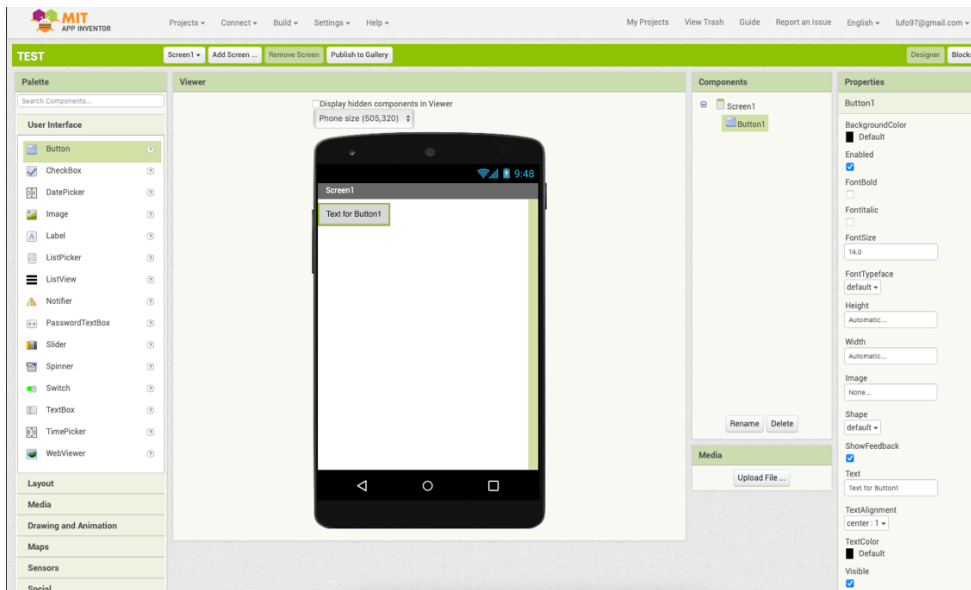 MIT
APP INVENTOR
Projects Connect Build Settings Help My Projects View Trash Guide Report an Issue English lufo97@gmail.com
TEST Screen1 Add Screen ... Remove Screen Publish to Gallery Designer Block
Palette
Search Components...
User Interface
Button
CheckBox
DatePicker
Image
Label
ListPicker
ListView
Notifier
PasswordTextBox
Slider
Spinner
Switch
TextBox
TimePicker
WebViewer
Layout
Media
Drawing and Animation
Maps
Sensors
Social
Viewer
Display hidden components in Viewer
Phone size (505,320)
9:48
Screen1
Text for Button1
Components
Screen1
Button1
Rename Delete
Media
Upload File ...
Properties
Button1
BackgroundColor
Default
Enabled
FontBold
FontItalic
FontSize
14.0
FontTypeface
default
Height
Automatic...
Width
Automatic...
Image
None...
Shape
default
ShowFeedback
Text
Text for Button1
TextAlignment
center : 1
TextColor
Default
Visible